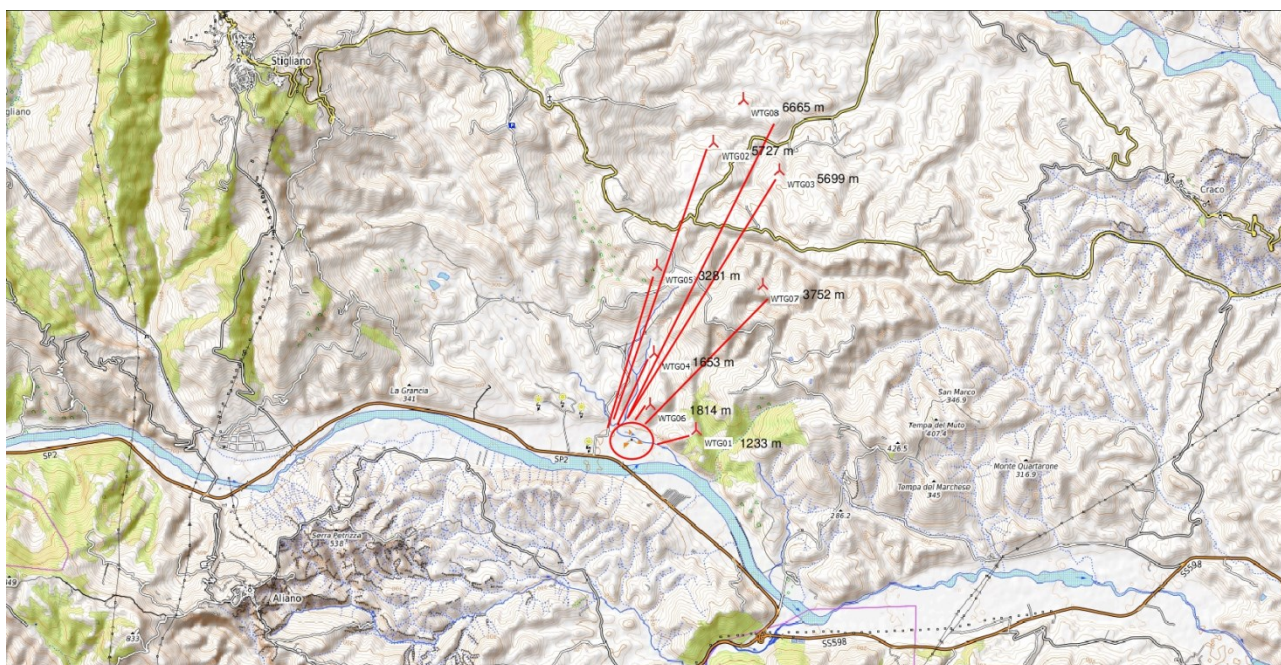 Stigliano
gliano
WTG08 6665 m
WTG02 5727 m
WTG03 5699 m
Craco
WTG05 3281 m
WTG07 3752 m
WTG04 1653 m
La Grancia
341
San Marco
346.9
WTG06 1814 m
Tempa del Muto
407.4
WTG01 1233 m
426.5
SP2
SP2
Monte Quartarone
316.9
Tempa del Marchese
345
286.2
Serra Petrizza
538
SS598
Aliano
949
833
SS598